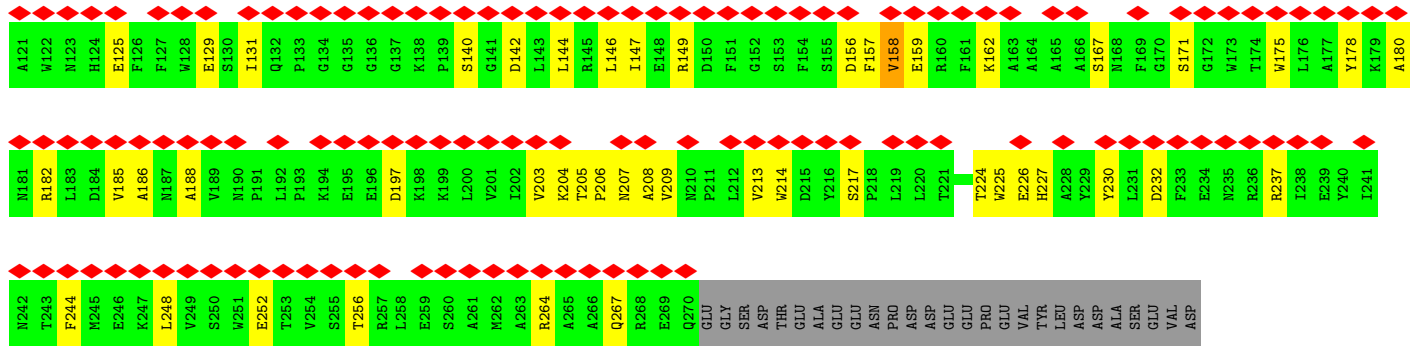 A121 W122 N123 H124 E125 F126 F127 W128 E129 S130 I131 Q132 P133 G134 G135 G136 G137 K138 P139 S140 G141 D142 L143 L144 R145 L146 I147 E148 R149 D150 F151 G152 S153 F154 S155 D156 F157 V158 E159 R160 F161 K162 A163 A164 A165 A166 S167 N168 F169 G170 S171 G172 W173 T174 W175 L176 A177 Y178 K179 A180
N181 R182 L183 D184 V185 A186 N187 A188 V189 N190 P191 L192 P193 K194 E195 E196 D197 K198 K199 L200 V201 I202 V203 K204 T205 P206 N207 A208 V209 N210 P211 L212 V213 W214 D215 Y216 S217 P218 L219 L220 T221 T224 W225 E226 H227 A228 Y229 Y230 L231 D232 F233 E234 N235 R236 R237 I238 E239 Y240 I241
N242 T243 F244 M245 E246 K247 L248 V249 S250 W251 E252 T253 V254 S255 T256 R257 L258 E259 S260 A261 M262 A263 R264 A265 A266 Q267 R268 E269 Q270 GLU GLY SER ASP THR GLU ALA GLU GLU ASN PRO ASP ASP GLU GLU PRO GLU VAL TYR LEU ASP ASP ALA SER GLU VAL ASP